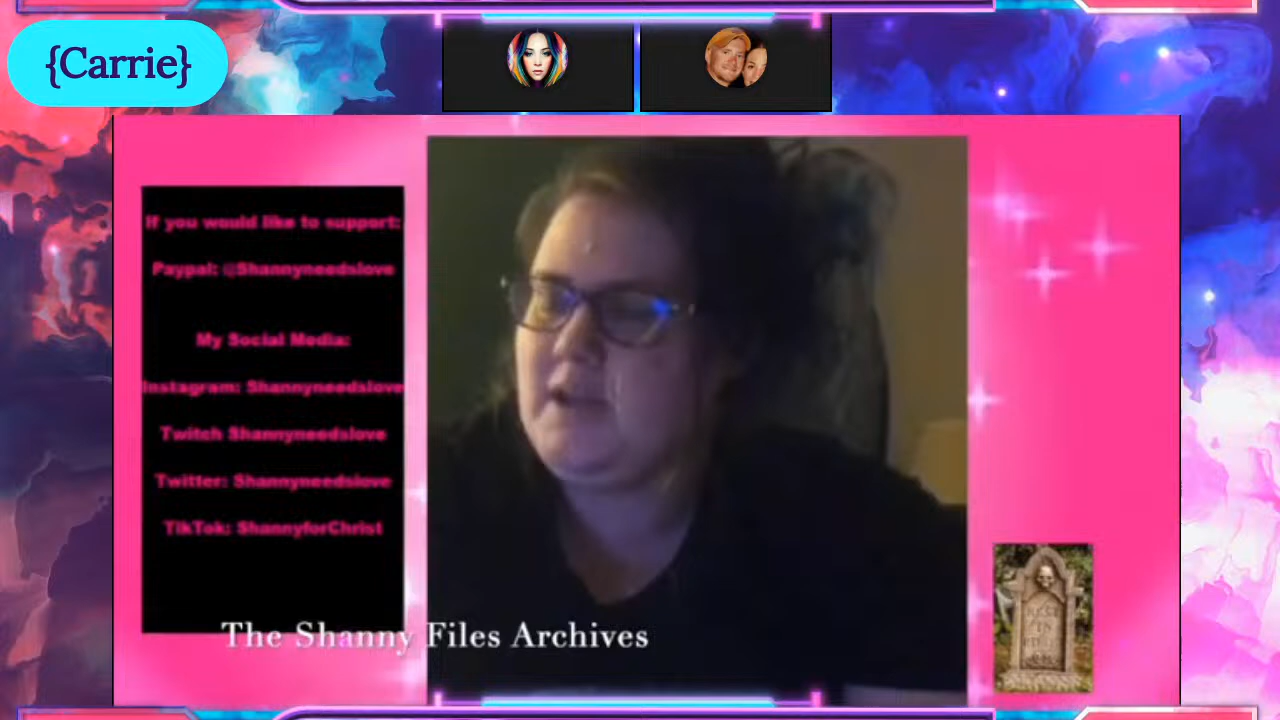 {Carrie}
If you would like to support:
Paypal: @Shannyneedslove
My Social Media:
Instagram: Shannyneedslove
Twitch Shannyneedslove
Twitter: Shannyneedslove
TikTok: ShannyforChrist
The Shanny Files Archives